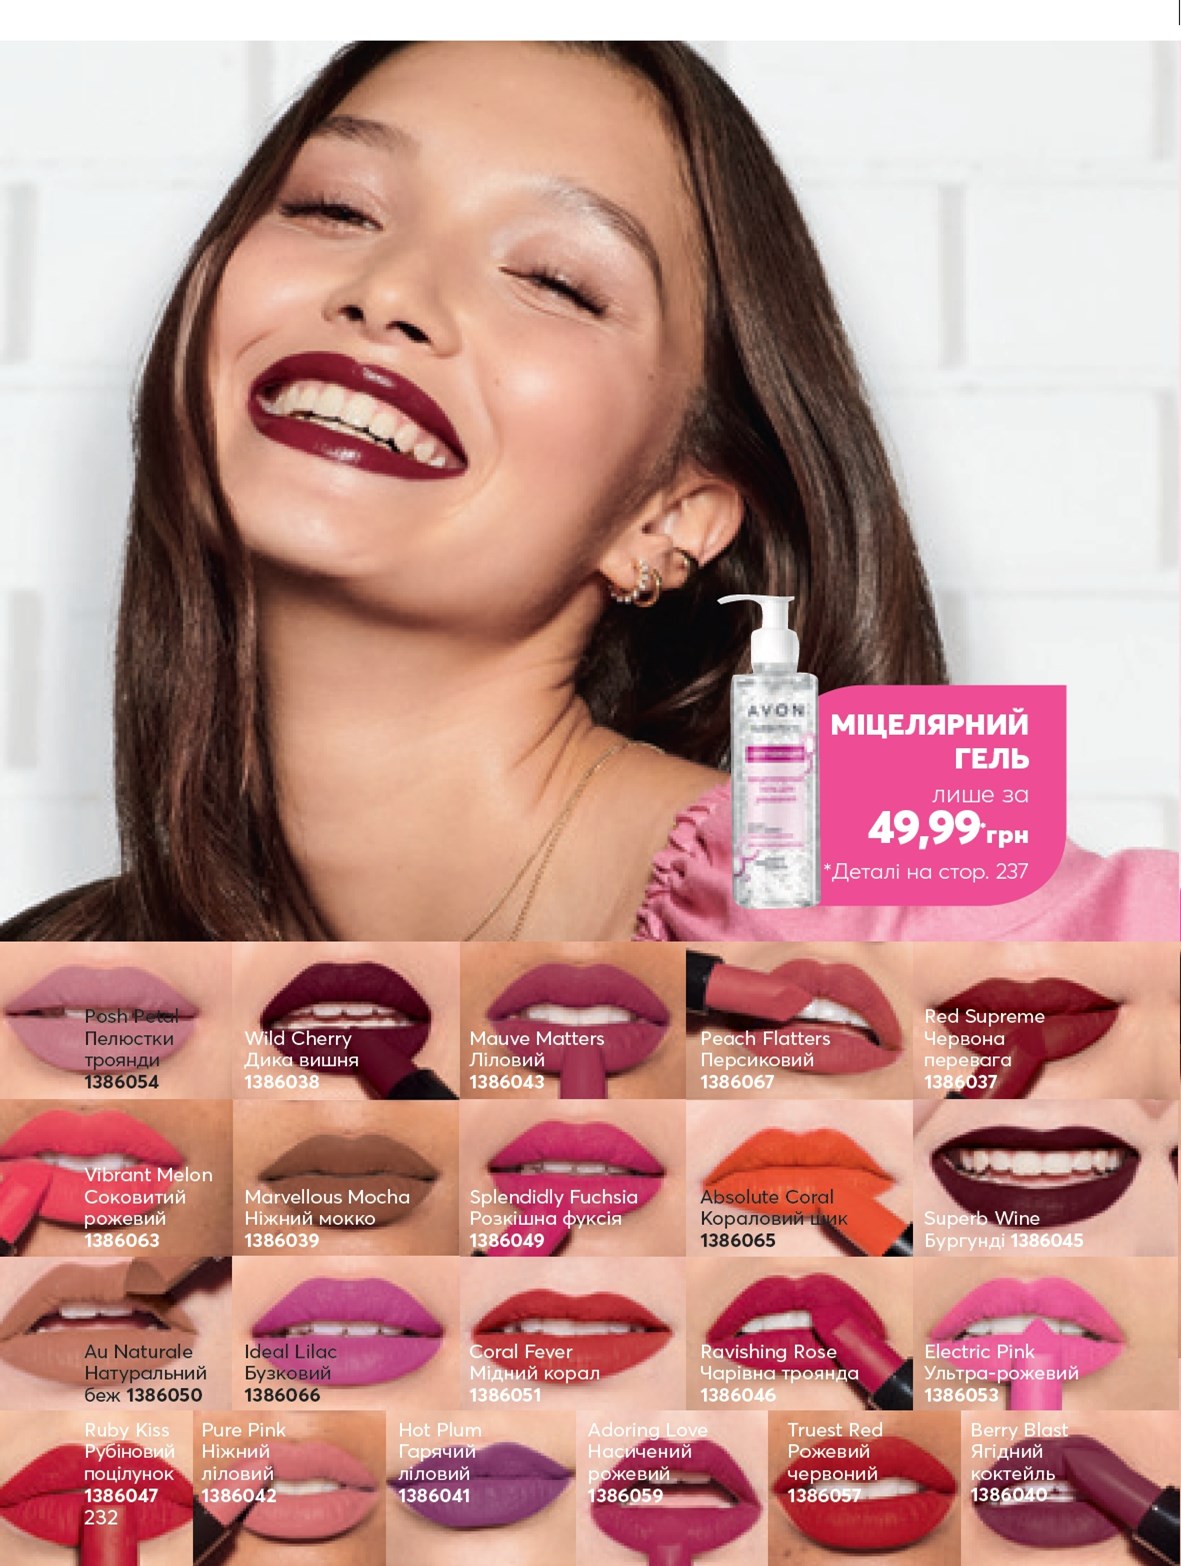 AVON
МІЦЕЛЯРНИЙ
ГЕЛЬ
лише за
49,99*грн
*Деталі на стор. 237
Posh Petal
Пелюстки
троянди
1386054
Wild Cherry
Дика вишня
1386038
Mauve Matters
Ліловий
1386043
Peach Flatters
Персиковий
1386067
Red Supreme
Червона
перевага
1386037
Vibrant Melon
Соковитий
рожевий
1386063
Marvellous Mocha
Ніжний мокко
1386039
Splendidly Fuchsia
Розкішна фуксія
1386049
Absolute Coral
Кораловий шик
1386065
Superb Wine
Бургунді 1386045
Au Naturale
Натуральний
беж 1386050
Ideal Lilac
Бузковий
1386066
Coral Fever
Мідний корал
1386051
Ravishing Rose
Чарівна троянда
1386046
Electric Pink
Ультра-рожевий
1386053
Ruby Kiss
Рубіновий
поцілунок
1386047
Pure Pink
Ніжний
ліловий
1386042
Hot Plum
Гарячий
ліловий
1386041
Adoring Love
Насичений
рожевий
1386059
Truest Red
Рожевий
червоний
1386057
Berry Blast
Ягідний
коктейль
1386040
232